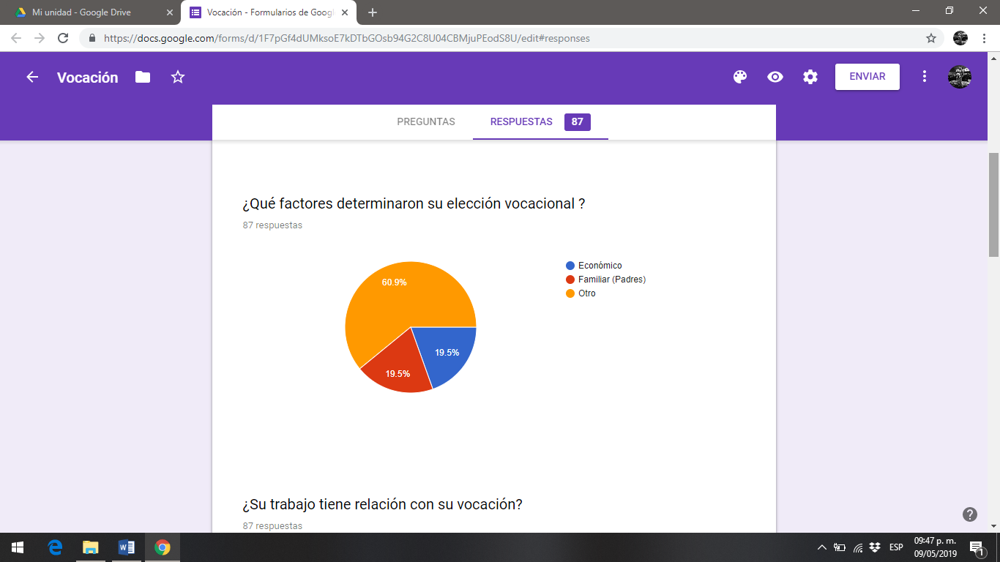 Mi unidad - Google Drive
Vocación - Formularios de Goog
https://docs.google.com/forms/d/1F7pGf4dUMksoE7kDTbGOsb94G2C8U04CBMjuPEodS8U/edit#responses
Vocación
ENVIAR
PREGUNTAS
RESPUESTAS 87
¿Qué factores determinaron su elección vocacional ?
87 respuestas
Económico
Familiar (Padres)
Otro
60.9%
19.5%
19.5%
¿Su trabajo tiene relación con su vocación?
87 respuestas
ESP
09:47 p. m.
09/05/2019
1